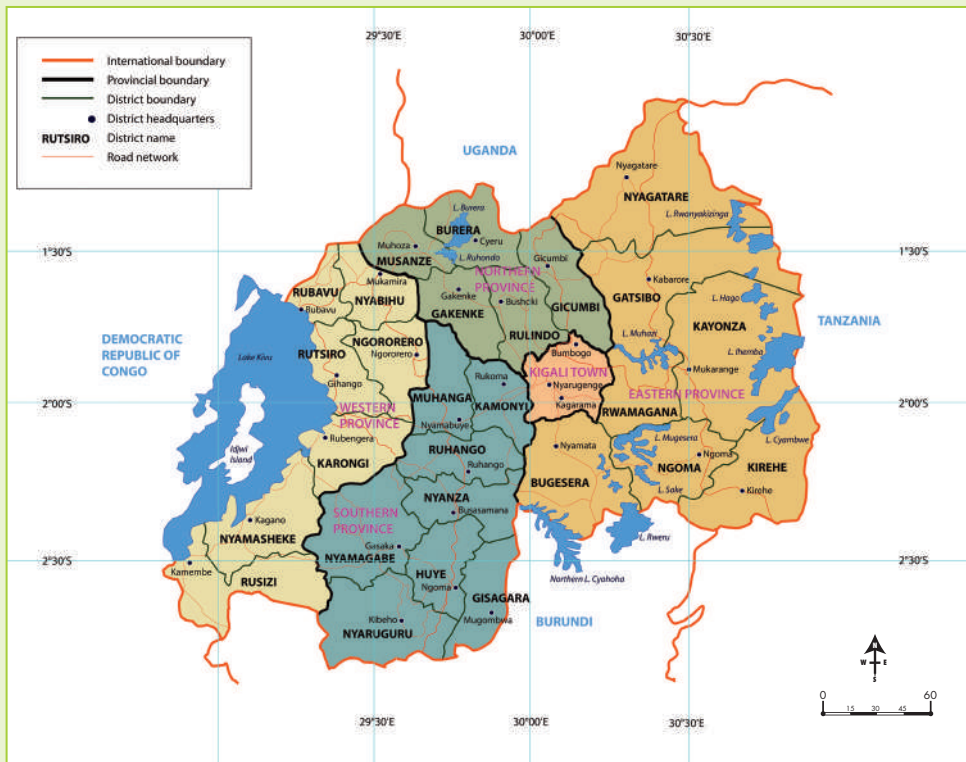 29°30'E
30°00'E
30°30'E
International boundary
Provincial boundary
District boundary
District headquarters
RUTSIRO District name
Road network
UGANDA
Nyagatare
NYAGATARE
L. Rwanyakizinga
L. Burera
BURERA
Cyeru
Muhoza
L. Ruhondo
Gicumbi
1°30'S
1°30'S
MUSANZE
Mukamira
NORTHERN
PROVINCE
Kabarore
RUBAVU
NYABIHU
Gakenke
Bushcki
GATSIBO
L. Hago
Bubavu
GAKENKE
GICUMBI
KAYONZA
TANZANIA
DEMOCRATIC
REPUBLIC OF
CONGO
Lake Kivu
NGORORERO
RULINDO
L. Muhazi
RUTSIRO
Ngororero
Bumbogo
L. Ihemba
Gihango
Rukoma
KIGALI TOWN
Mukarange
Nyarugenge
MUHANGA
KAMONYI
Kagarama
EASTERN PROVINCE
2°00'S
2°00'S
WESTERN
PROVINCE
RWAMAGANA
Nyamabuye
L. Cyambwe
Rubengera
L. Mugesera
Idjwi
Island
KARONGI
RUHANGO
Nyamata
Ngoma
Ruhango
NGOMA
KIREHE
BUGESERA
NYANZA
L. Sake
Kirehe
SOUTHERN
PROVINCE
Busasamana
Kagano
NYAMASHEKE
Gasaka
L. Rweru
NYAMAGABE
2°30'S
2°30'S
Kamembe
RUSIZI
HUYE
Northern L. Cyohoha
Ngoma
GISAGARA
Kibeho
Mugombwa
BURUNDI
NYARUGURU
N
W E
S
0 15 30 45 60
29°30'E
30°00'E
30°30'E